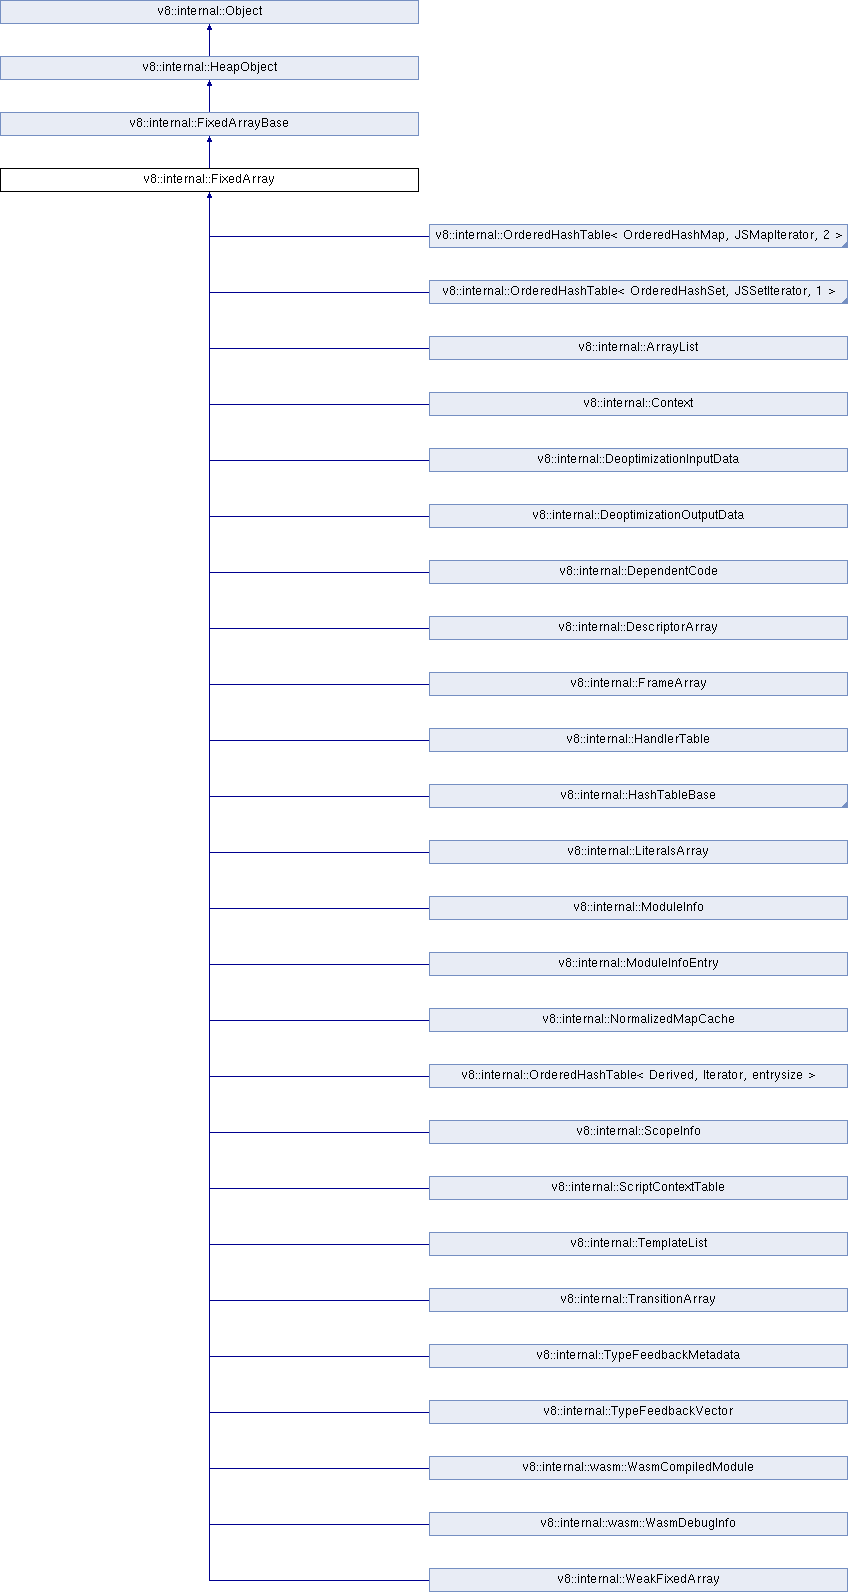 v8::internal::Object
v8::internal::HeapObject
v8::internal::FixedArrayBase
v8::internal::FixedArray
v8::internal::OrderedHashTable< OrderedHashMap, JSMapIterator, 2 >
v8::internal::OrderedHashTable< OrderedHashSet, JSSetIterator, 1 >
v8::internal::ArrayList
v8::internal::Context
v8::internal::DeoptimizationInputData
v8::internal::DeoptimizationOutputData
v8::internal::DependentCode
v8::internal::DescriptorArray
v8::internal::FrameArray
v8::internal::HandlerTable
v8::internal::HashTableBase
v8::internal::LiteralsArray
v8::internal::ModuleInfo
v8::internal::ModuleInfoEntry
v8::internal::NormalizedMapCache
v8::internal::OrderedHashTable< Derived, Iterator, entrysize >
v8::internal::ScopeInfo
v8::internal::ScriptContextTable
v8::internal::TemplateList
v8::internal::TransitionArray
v8::internal::TypeFeedbackMetadata
v8::internal::TypeFeedbackVector
v8::internal::wasm::WasmCompiledModule
v8::internal::wasm::WasmDebugInfo
v8::internal::WeakFixedArray